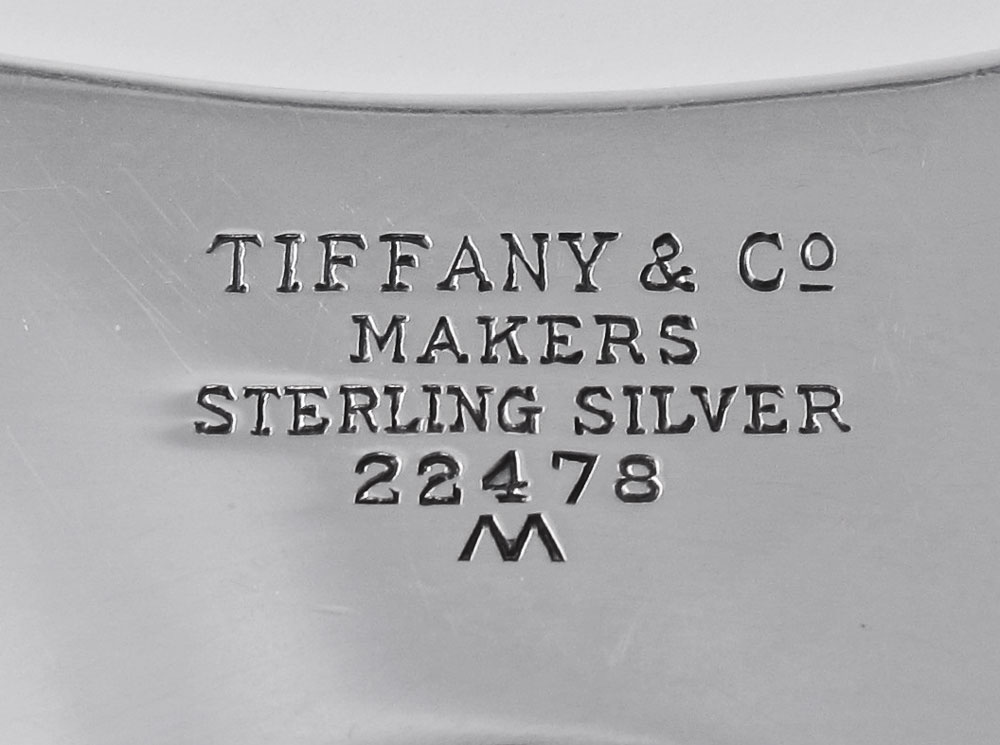 TIFFANY & Cº
MAKERS
STERLING SILVER
22478
M